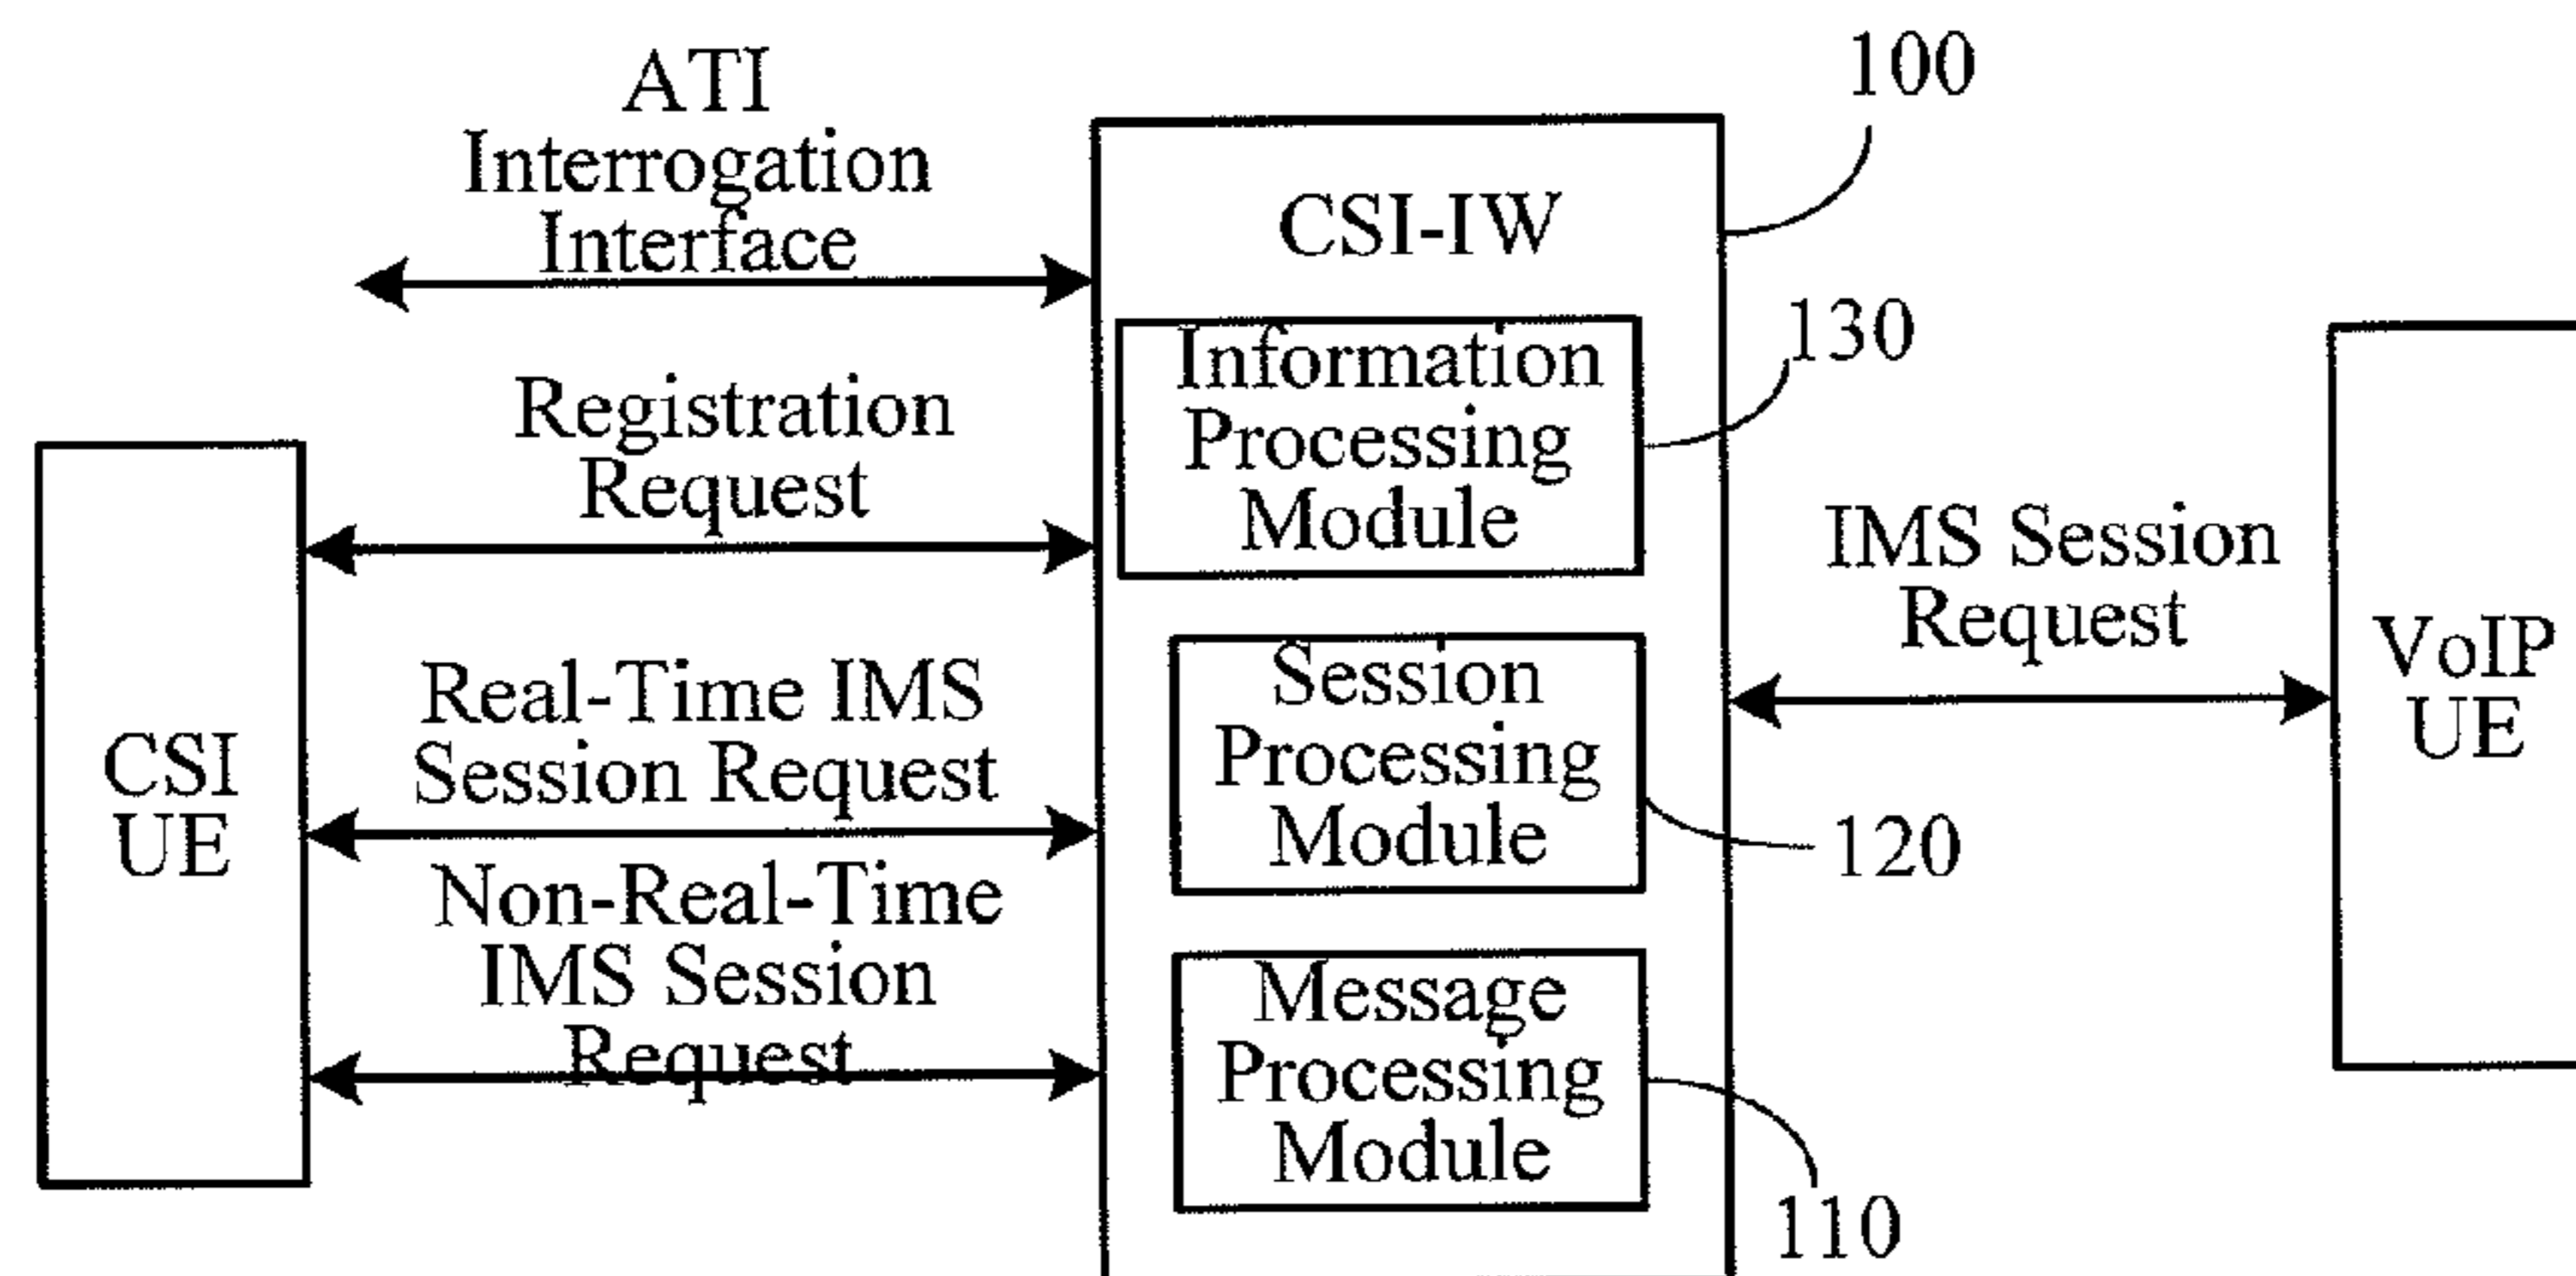 ATI
Interrogation
Interface
Registration
Request
Real-Time IMS
Session Request
Non-Real-Time
IMS Session
Request
CSI
UE
100
CSI-IW
130
Information
Processing
Module
Session
Processing
Module
120
Message
Processing
Module
110
IMS Session
Request
VoIP
UE